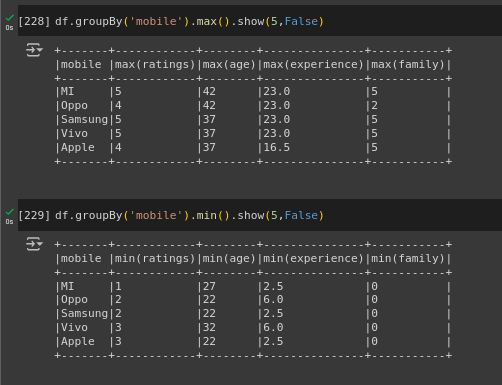 [228] df.groupBy('mobile').max().show(5,False)
0s
+-------+------------+--------+---------------+-----------+
|mobile |max(ratings)|max(age)|max(experience)|max(family)|
+-------+------------+--------+---------------+-----------+
|MI     |5           |42      |23.0           |5          |
|Oppo   |4           |42      |23.0           |2          |
|Samsung|5           |37      |23.0           |5          |
|Vivo   |5           |37      |23.0           |5          |
|Apple  |4           |37      |16.5           |5          |
+-------+------------+--------+---------------+-----------+
[229] df.groupBy('mobile').min().show(5,False)
0s
+-------+------------+--------+---------------+-----------+
|mobile |min(ratings)|min(age)|min(experience)|min(family)|
+-------+------------+--------+---------------+-----------+
|MI     |1           |27      |2.5            |0          |
|Oppo   |2           |22      |6.0            |0          |
|Samsung|2           |22      |2.5            |0          |
|Vivo   |3           |32      |6.0            |0          |
|Apple  |3           |22      |2.5            |0          |
+-------+------------+--------+---------------+-----------+